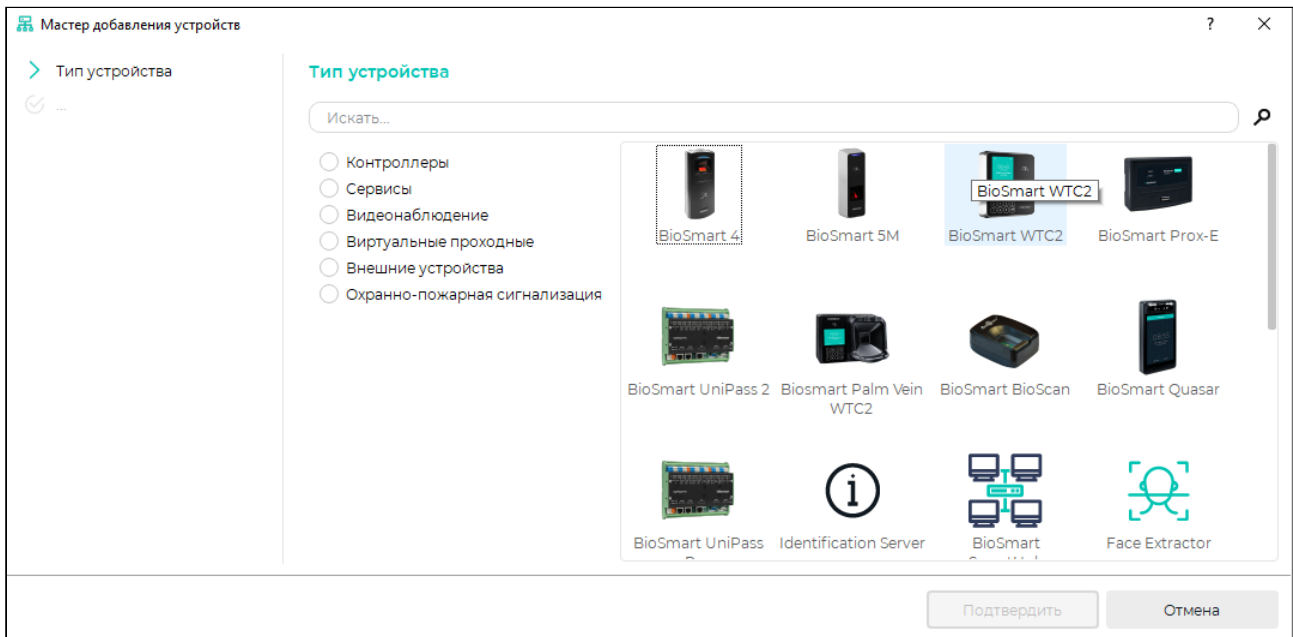 Мастер добавления устройств
?
Тип устройства
...
Тип устройства
Искать...
Контроллеры
Сервисы
Видеонаблюдение
Виртуальные проходные
Внешние устройства
Охранно-пожарная сигнализация
BioSmart WTC2
BioSmart 4
BioSmart 5M
BioSmart WTC2
BioSmart Prox-E
BioSmart UniPass 2
Biosmart Palm Vein
WTC2
BioSmart BioScan
BioSmart Quasar
BioSmart UniPass
Identification Server
BioSmart
Face Extractor
Подтвердить
Отмена